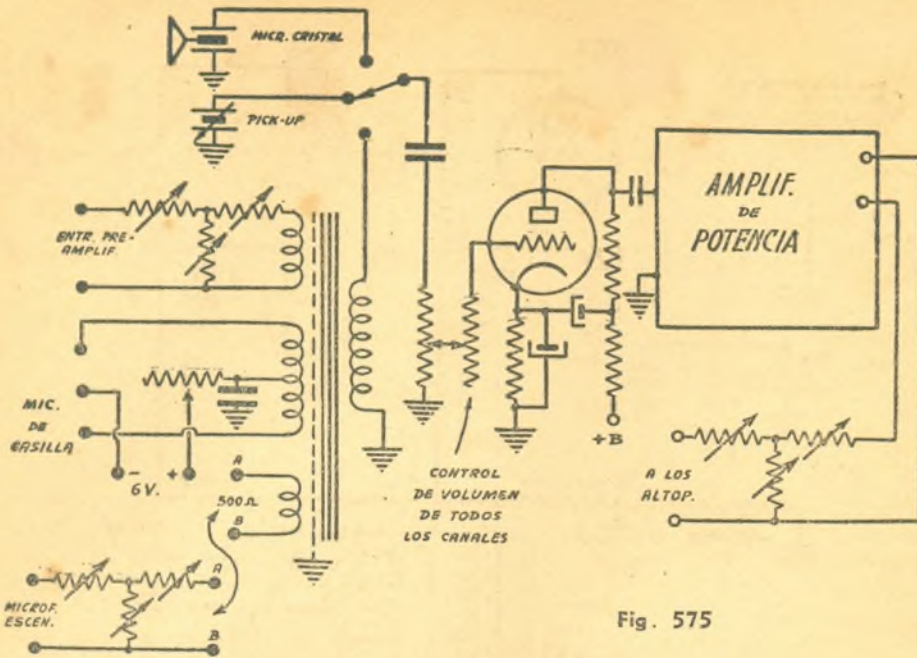 MICR. CRISTAL
PICK-UP
ENTR. PRE-
AMPLIF.
MIC.
DE
CASILLA
- +
6V.
A
500Ω
B
MICROF.
ESCEN.
A
B
CONTROL
DE VOLUMEN
DE TODOS
LOS CANALES
+B
AMPLIF.
DE
POTENCIA
A LOS
ALTOP.
Fig. 575